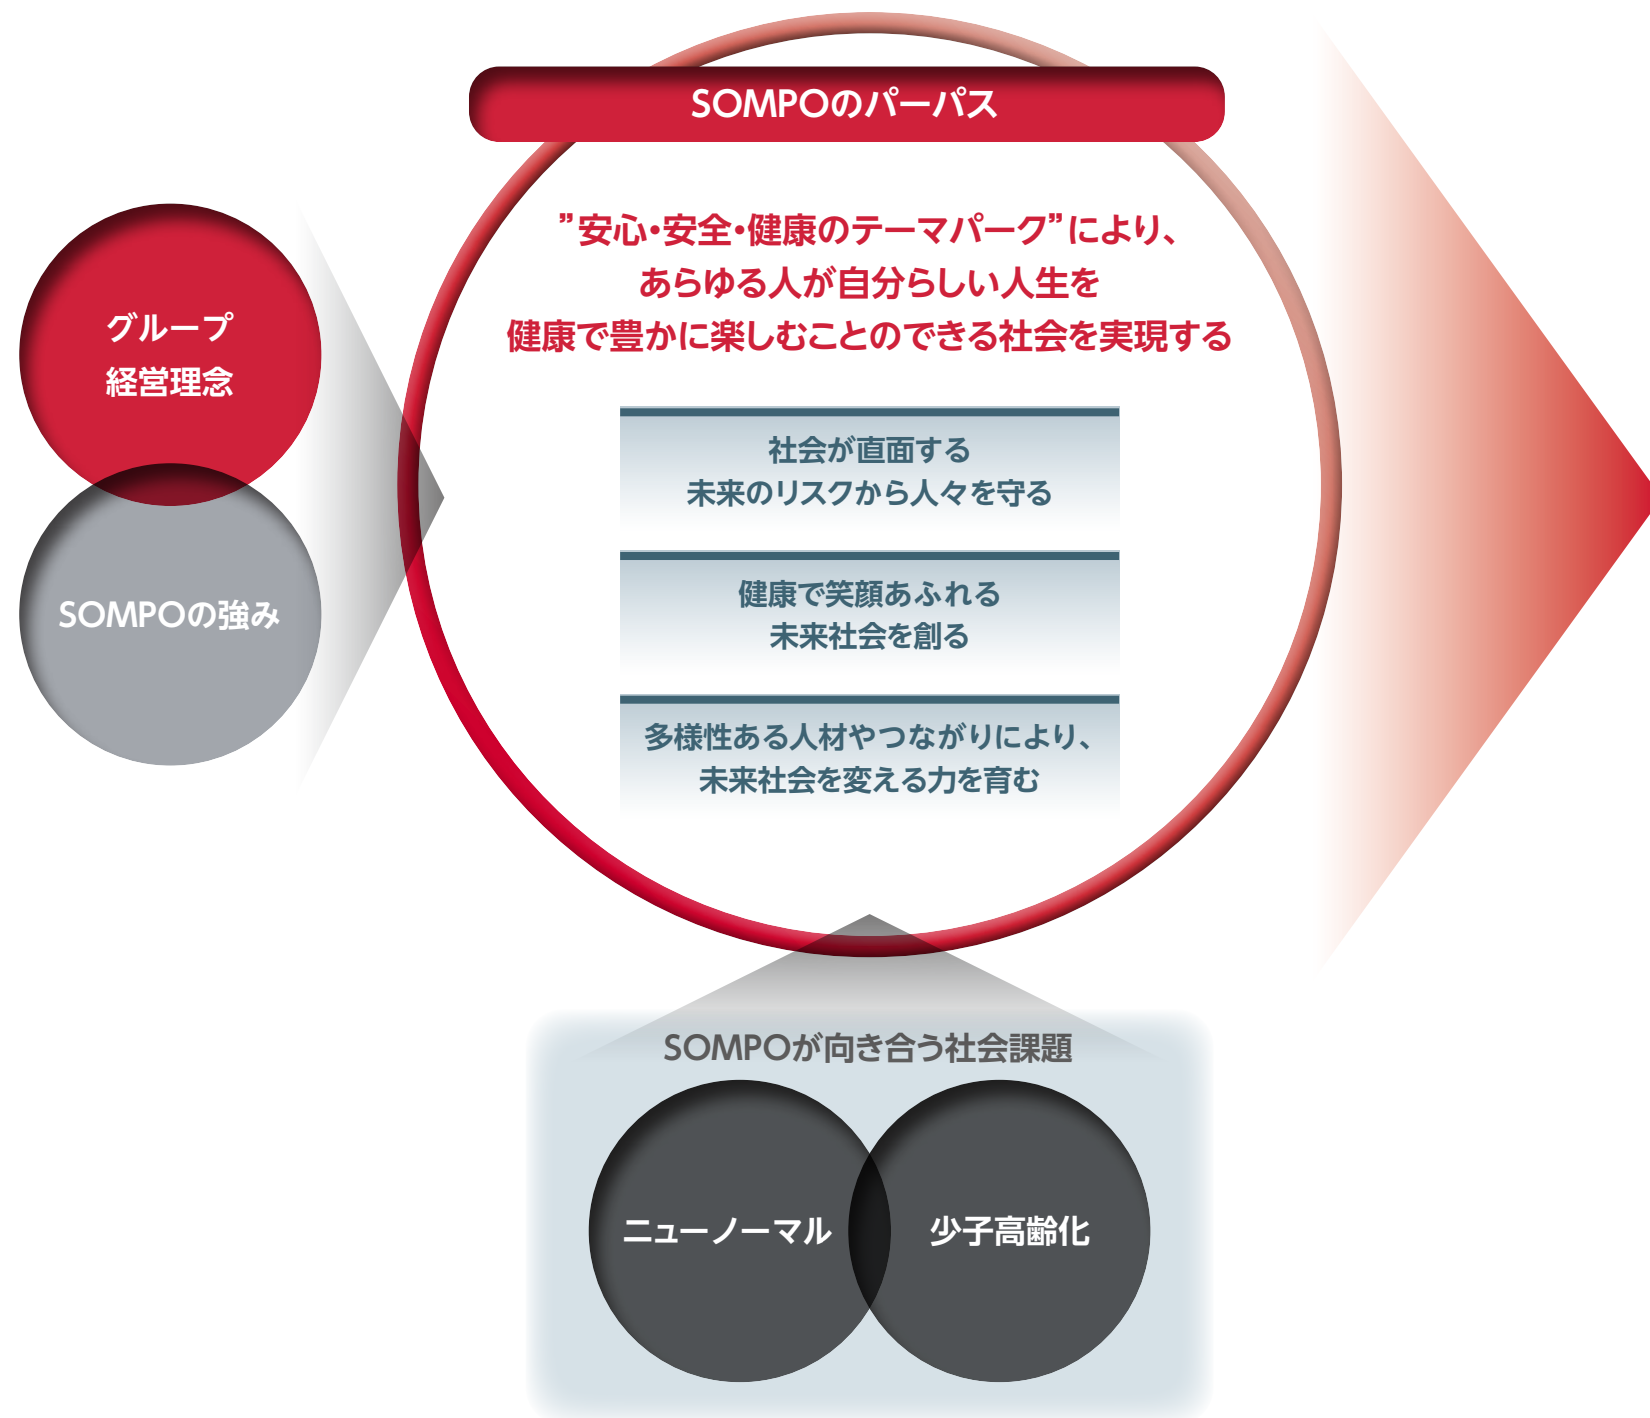 SOMPOのパーパス
”安心・安全・健康のテーマパーク”により、
あらゆる人が自分らしい人生を
健康で豊かに楽しむことのできる社会を実現する
グループ
経営理念
SOMPOの強み
社会が直面する
未来のリスクから人々を守る
健康で笑顔あふれる
未来社会を創る
多様性ある人材やつながりにより、
未来社会を変える力を育む
SOMPOが向き合う社会課題
ニューノーマル
少子高齢化